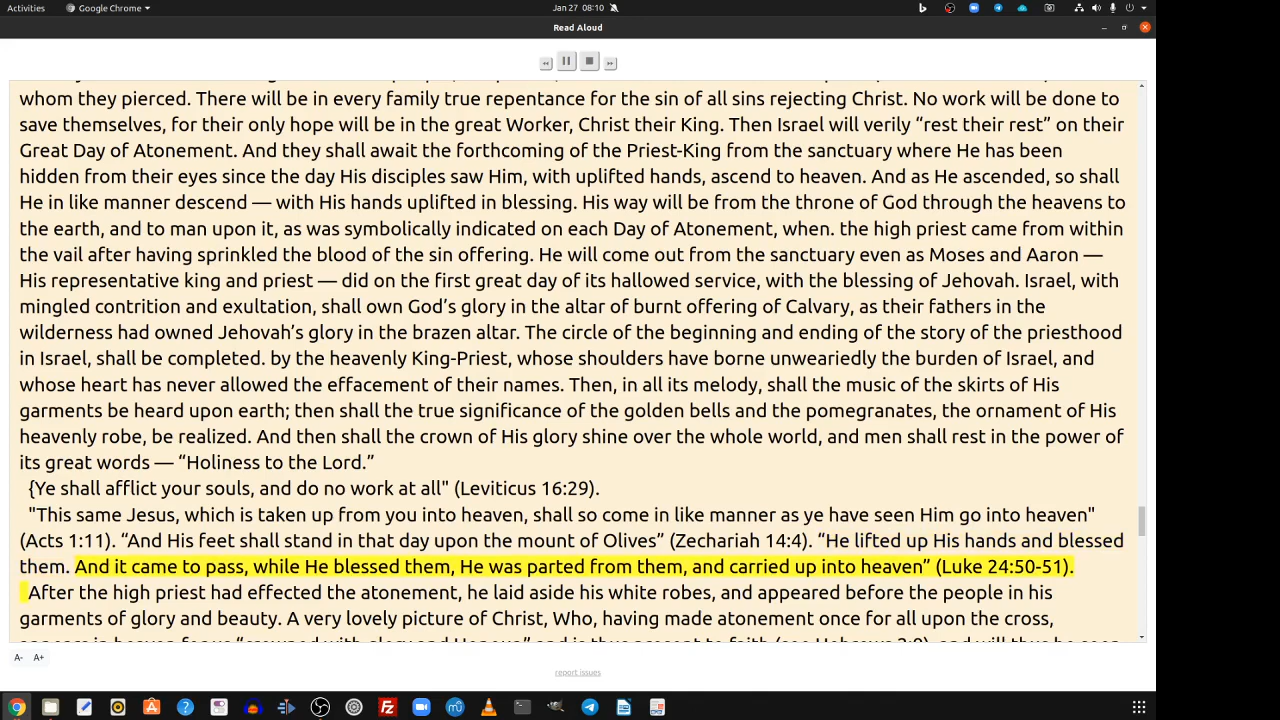 Activities
Google Chrome
Jan 27 08:10
Read Aloud
whom they pierced. There will be in every family true repentance for the sin of all sins rejecting Christ. No work will be done to
save themselves, for their only hope will be in the great Worker, Christ their King. Then Israel will verily “rest their rest” on their
Great Day of Atonement. And they shall await the forthcoming of the Priest-King from the sanctuary where He has been
hidden from their eyes since the day His disciples saw Him, with uplifted hands, ascend to heaven. And as He ascended, so shall
He in like manner descend — with His hands uplifted in blessing. His way will be from the throne of God through the heavens to
the earth, and to man upon it, as was symbolically indicated on each Day of Atonement, when. the high priest came from within
the vail after having sprinkled the blood of the sin offering. He will come out from the sanctuary even as Moses and Aaron —
His representative king and priest — did on the first great day of its hallowed service, with the blessing of Jehovah. Israel, with
mingled contrition and exultation, shall own God’s glory in the altar of burnt offering of Calvary, as their fathers in the
wilderness had owned Jehovah’s glory in the brazen altar. The circle of the beginning and ending of the story of the priesthood
in Israel, shall be completed. by the heavenly King-Priest, whose shoulders have borne unweariedly the burden of Israel, and
whose heart has never allowed the effacement of their names. Then, in all its melody, shall the music of the skirts of His
garments be heard upon earth; then shall the true significance of the golden bells and the pomegranates, the ornament of His
heavenly robe, be realized. And then shall the crown of His glory shine over the whole world, and men shall rest in the power of
its great words — “Holiness to the Lord.”
{Ye shall afflict your souls, and do no work at all" (Leviticus 16:29).
"This same Jesus, which is taken up from you into heaven, shall so come in like manner as ye have seen Him go into heaven"
(Acts 1:11). “And His feet shall stand in that day upon the mount of Olives” (Zechariah 14:4). “He lifted up His hands and blessed
them. And it came to pass, while He blessed them, He was parted from them, and carried up into heaven” (Luke 24:50-51).
After the high priest had effected the atonement, he laid aside his white robes, and appeared before the people in his
garments of glory and beauty. A very lovely picture of Christ, Who, having made atonement once for all upon the cross,
A- A+
report issues